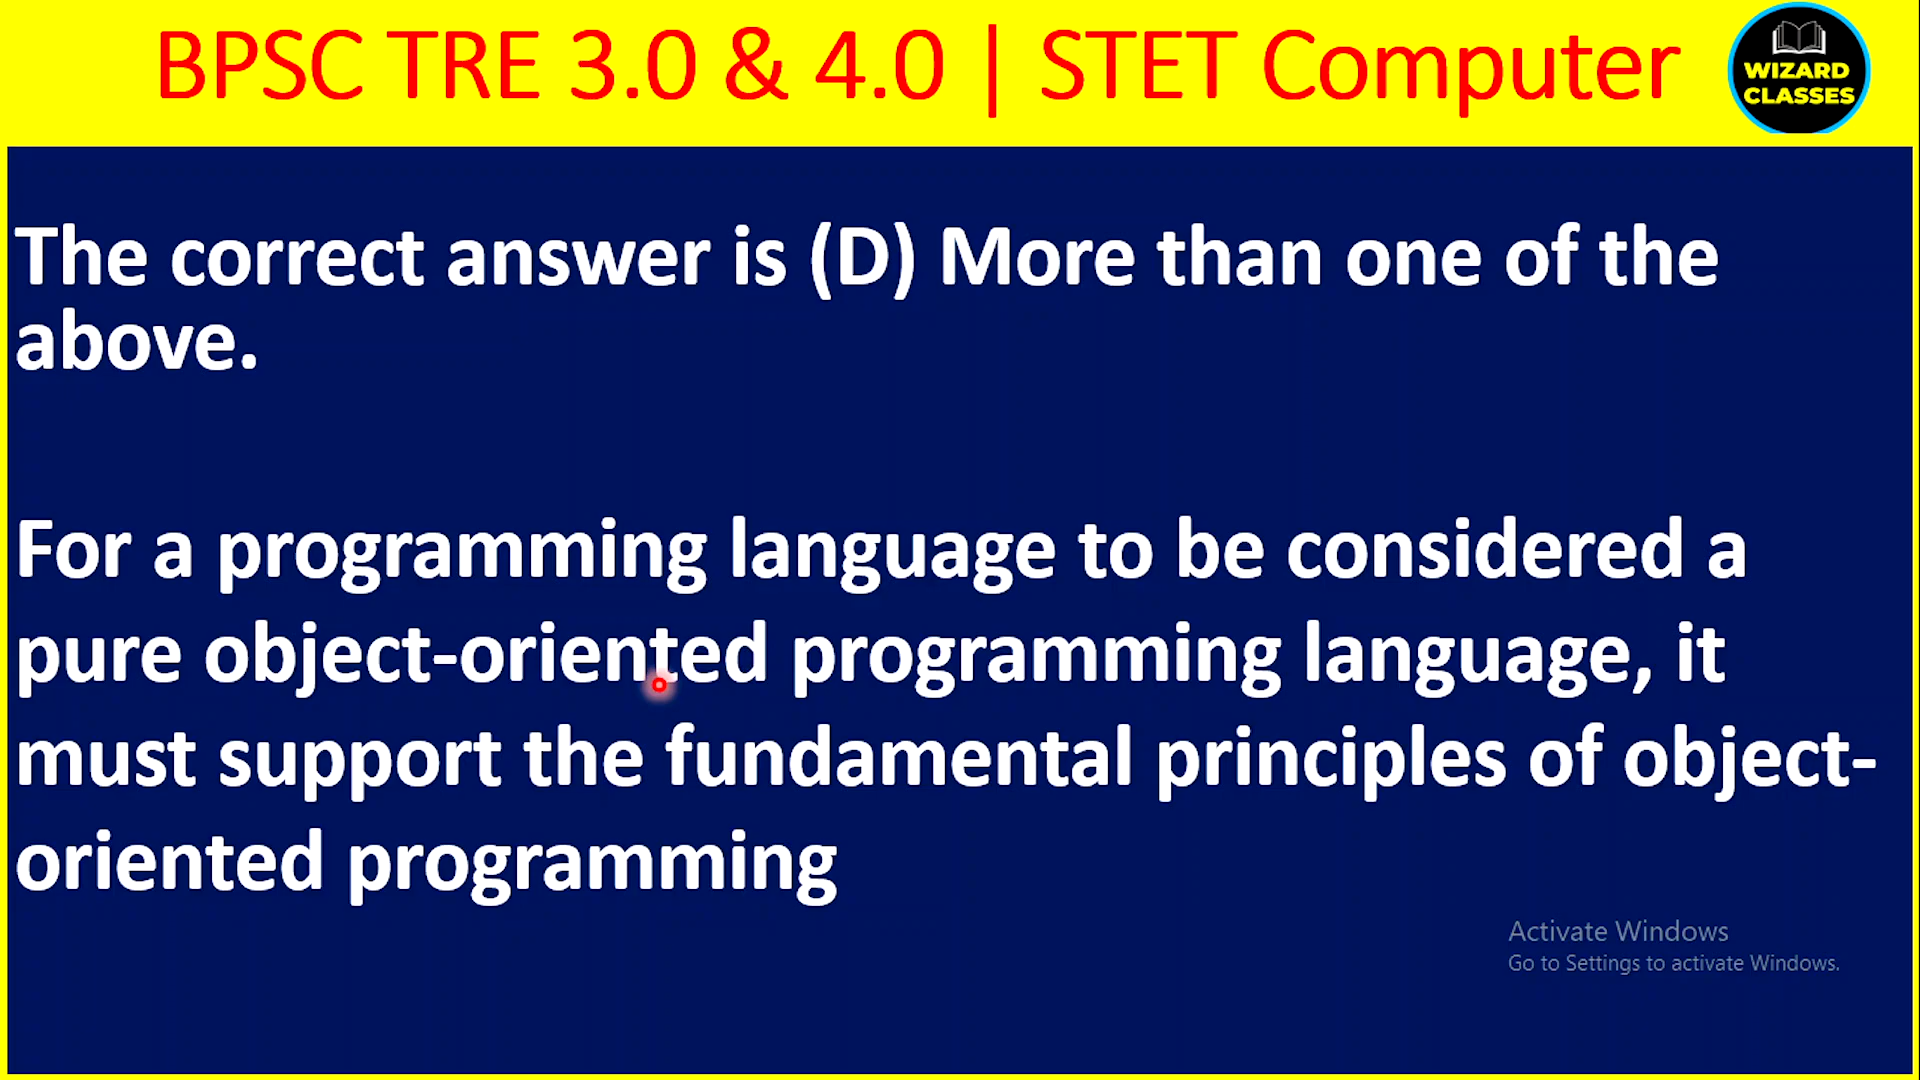 BPSC TRE 3.0 & 4.0 | STET Computer
WIZARD
CLASSES
The correct answer is (D) More than one of the
above.
For a programming language to be considered a
pure object-oriented programming language, it
must support the fundamental principles of object-
oriented programming
Activate Windows
Go to Settings to activate Windows.